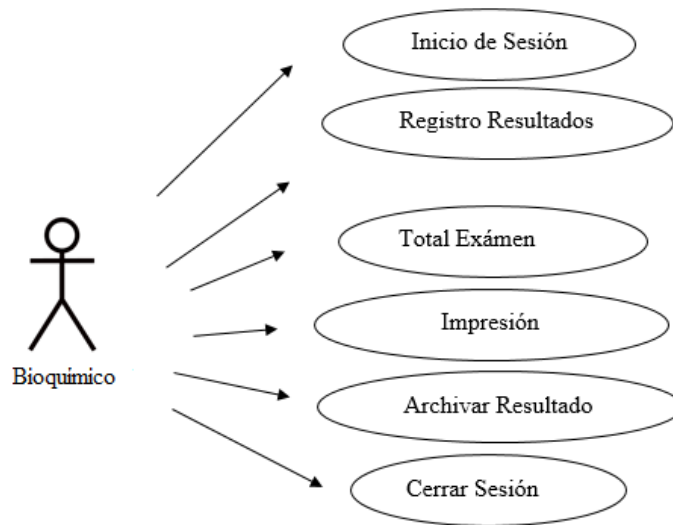 Inicio de Sesión
Registro Resultados
Total Exámen
Impresión
Bioquímico
Archivar Resultado
Cerrar Sesión